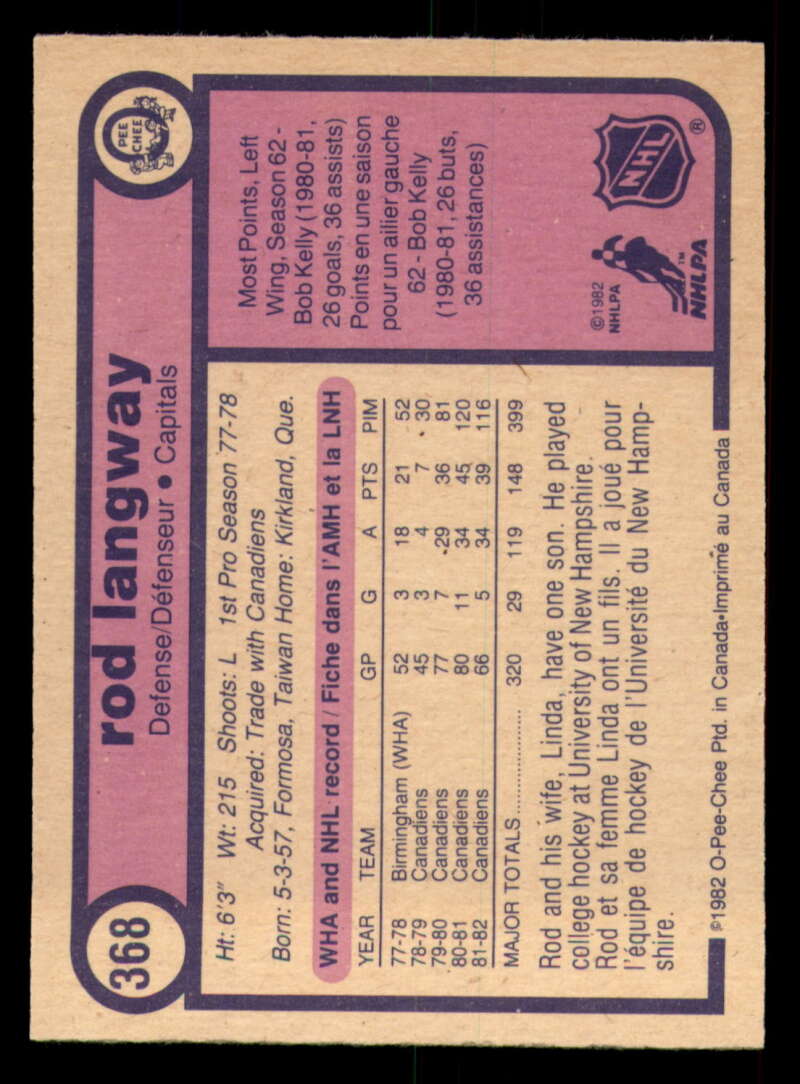 368
rod langway
Defense/Défenseur • Capitals
O
PEE
CHEE
Ht: 6'3" Wt: 215 Shoots: L 1st Pro Season 77-78
Acquired: Trade with Canadiens
Born: 5-3-57, Formosa, Taiwan Home: Kirkland, Que.
WHA and NHL record / Fiche dans l'AMH et la LNH
YEAR TEAM GP G A PTS PIM
77-78 Birmingham (WHA) 52 3 18 21 52
78-79 Canadiens 45 3 4 7 30
79-80 Canadiens 77 7 29 36 81
80-81 Canadiens 80 11 34 45 120
81-82 Canadiens 66 5 34 39 116
MAJOR TOTALS ............... 320 29 119 148 399
Rod and his wife, Linda, have one son. He played
college hockey at University of New Hampshire.
Rod et sa femme Linda ont un fils. Il a joué pour
l'équipe de hockey de l'Université du New Hamp-
shire.
Most Points, Left
Wing, Season 62 -
Bob Kelly (1980-81,
26 goals, 36 assists)
Points en une saison
pour un ailier gauche
62 - Bob Kelly
(1980-81, 26 buts,
36 assistances)
©1982
NHLPA
NHLPA
™
NHL
®
©1982 O-Pee-Chee Ptd. in Canada•Imprimé au Canada